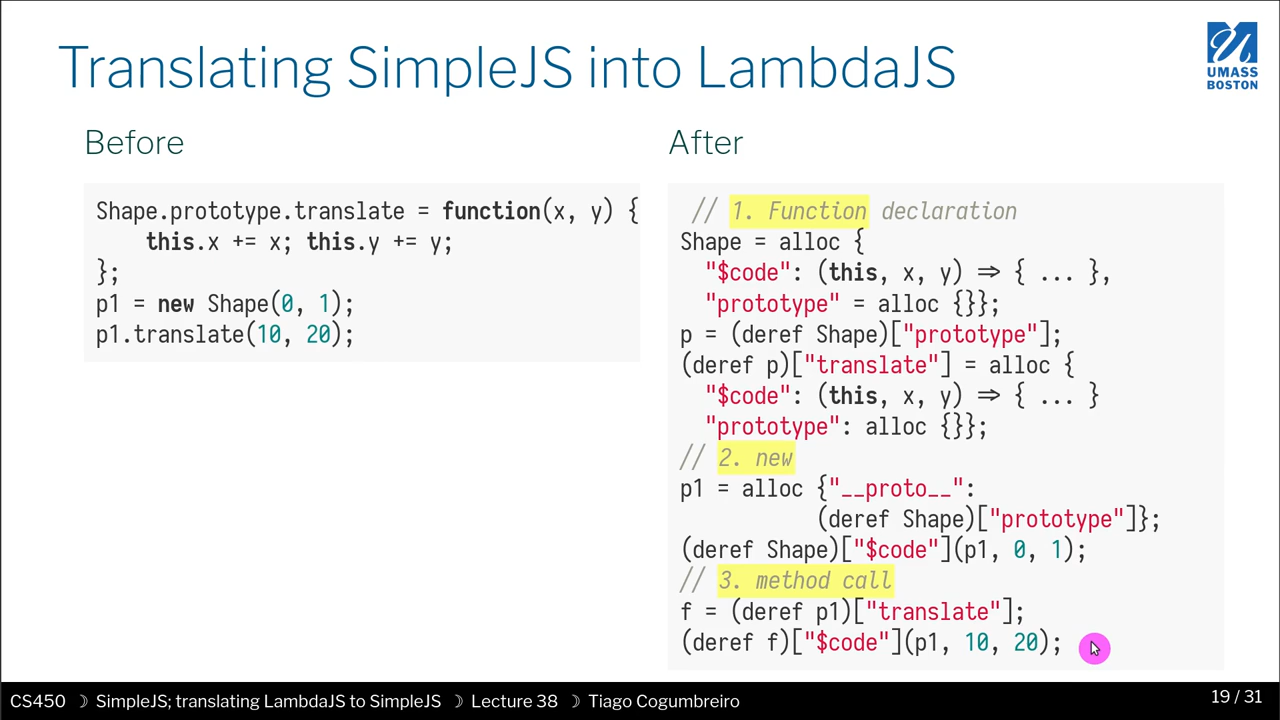 Translating SimpleJS into LambdaJS
UMASS
BOSTON
Before
Shape.prototype.translate = function(x, y) {
    this.x += x; this.y += y;
};
p1 = new Shape(0, 1);
p1.translate(10, 20);
After
// 1. Function declaration
Shape = alloc {
  "$code": (this, x, y) ⇒ { ... },
  "prototype" = alloc {}};
p = (deref Shape)["prototype"];
(deref p)["translate"] = alloc {
  "$code": (this, x, y) ⇒ { ... }
  "prototype": alloc {}};
// 2. new
p1 = alloc {"__proto__":
           (deref Shape)["prototype"]};
(deref Shape)["$code"](p1, 0, 1);
// 3. method call
f = (deref p1)["translate"];
(deref f)["$code"](p1, 10, 20);
CS450 ☽ SimpleJS; translating LambdaJS to SimpleJS ☽ Lecture 38 ☽ Tiago Cogumbreiro
19 / 31